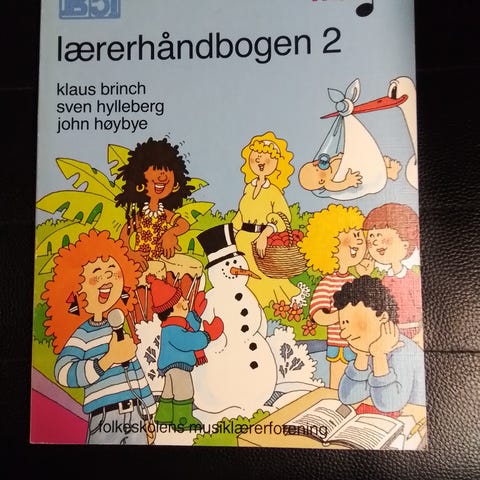 lærerhåndbogen 2
klaus brinch
sven hylleberg
john høybye
folkeskolens musiklærerforening